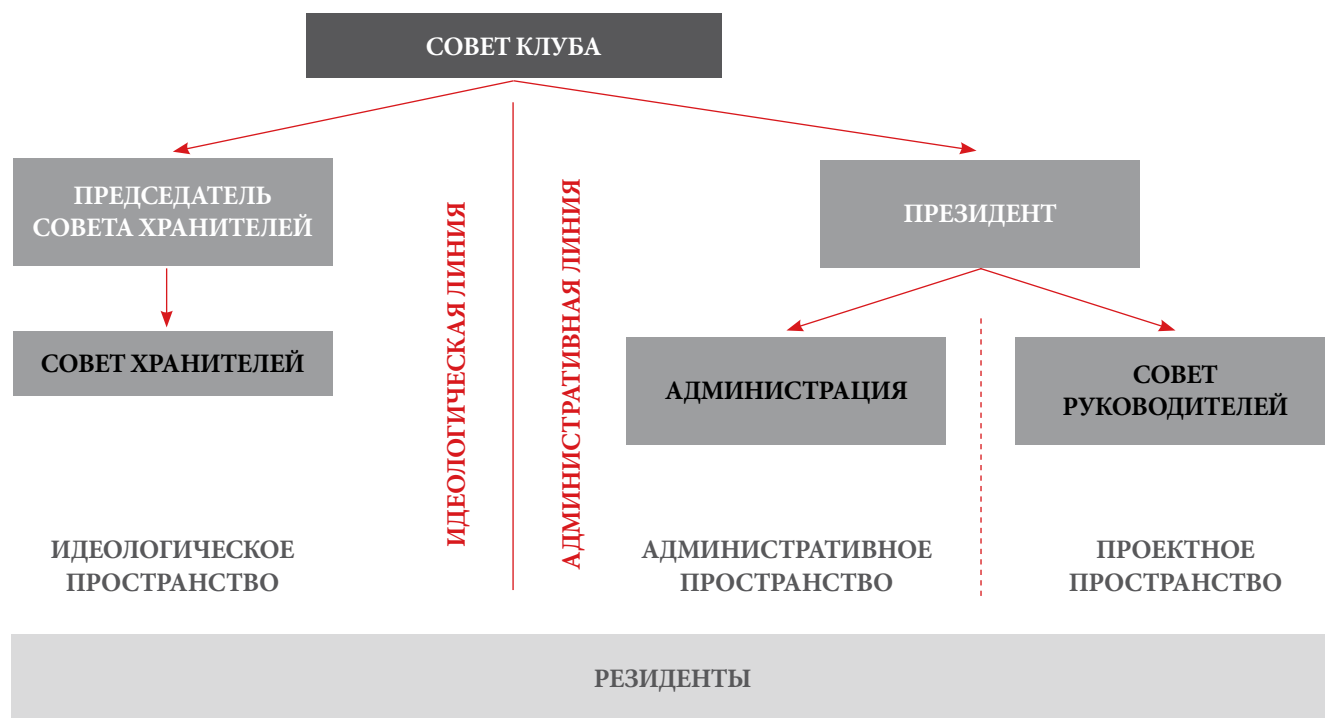 СОВЕТ КЛУБА
ПРЕДСЕДАТЕЛЬ
СОВЕТА ХРАНИТЕЛЕЙ
ПРЕЗИДЕНТ
ИДЕОЛОГИЧЕСКАЯ ЛИНИЯ
АДМИНИСТРАТИВНАЯ ЛИНИЯ
СОВЕТ ХРАНИТЕЛЕЙ
АДМИНИСТРАЦИЯ
СОВЕТ
РУКОВОДИТЕЛЕЙ
ИДЕОЛОГИЧЕСКОЕ
ПРОСТРАНСТВО
АДМИНИСТРАТИВНОЕ
ПРОСТРАНСТВО
ПРОЕКТНОЕ
ПРОСТРАНСТВО
РЕЗИДЕНТЫ